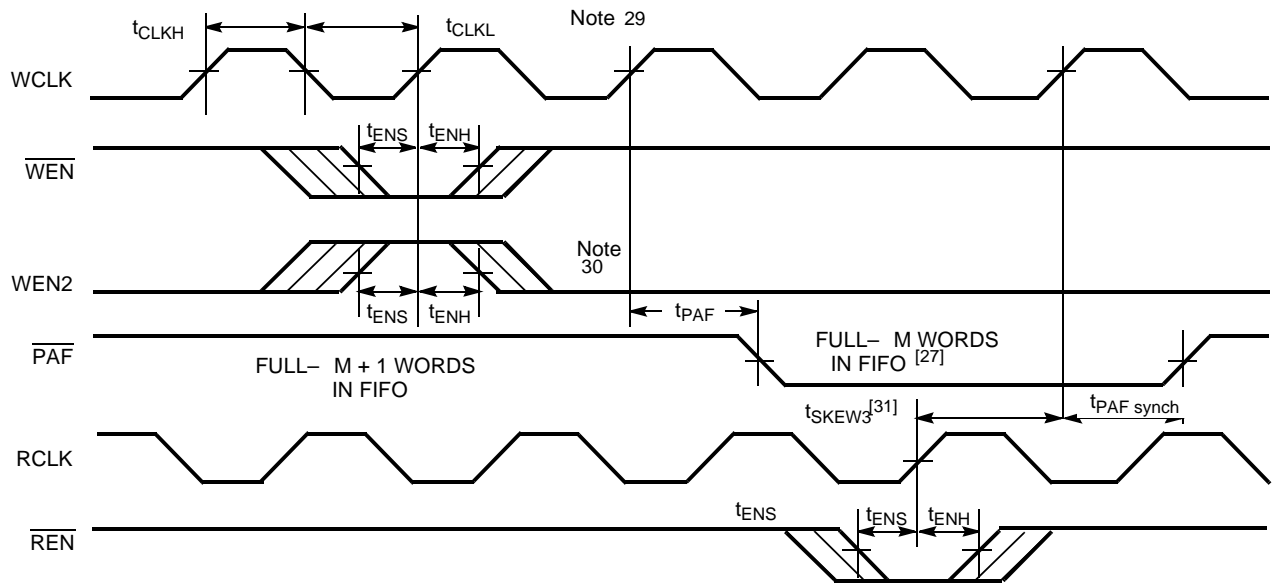 tCLKH
tCLKL
Note 29
WCLK
tENS
tENH
WEN
Note
30
WEN2
tENS
tENH
tPAF
PAF
FULL– M + 1 WORDS
IN FIFO
FULL– M WORDS
IN FIFO [27]
tSKEW3[31]
tPAF synch
RCLK
tENS
tENS
tENH
REN